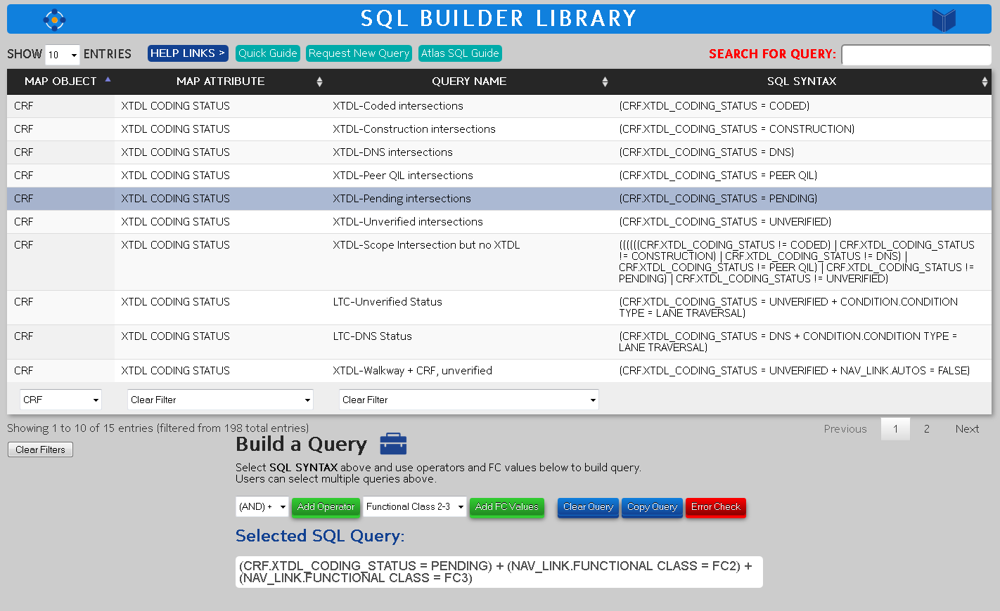 SQL BUILDER LIBRARY
SHOW 10 ENTRIES HELP LINKS > Quick Guide Request New Query Atlas SQL Guide SEARCH FOR QUERY:
MAP OBJECT MAP ATTRIBUTE QUERY NAME SQL SYNTAX
CRF XTDL CODING STATUS XTDL-Coded intersections (CRF.XTDL_CODING_STATUS = CODED)
CRF XTDL CODING STATUS XTDL-Construction intersections (CRF.XTDL_CODING_STATUS = CONSTRUCTION)
CRF XTDL CODING STATUS XTDL-DNS intersections (CRF.XTDL_CODING_STATUS = DNS)
CRF XTDL CODING STATUS XTDL-Peer QIL intersections (CRF.XTDL_CODING_STATUS = PEER QIL)
CRF XTDL CODING STATUS XTDL-Pending intersections (CRF.XTDL_CODING_STATUS = PENDING)
CRF XTDL CODING STATUS XTDL-Unverified intersections (CRF.XTDL_CODING_STATUS = UNVERIFIED)
CRF XTDL CODING STATUS XTDL-Scope Intersection but no XTDL ((((((CRF.XTDL_CODING_STATUS != CODED) | CRF.XTDL_CODING_STATUS
!= CONSTRUCTION) | CRF.XTDL_CODING_STATUS != DNS) |
CRF.XTDL_CODING_STATUS != PEER QIL) | CRF.XTDL_CODING_STATUS !=
PENDING) | CRF.XTDL_CODING_STATUS != UNVERIFIED)
CRF XTDL CODING STATUS LTC-Unverified Status (CRF.XTDL_CODING_STATUS = UNVERIFIED + CONDITION.CONDITION
TYPE = LANE TRAVERSAL)
CRF XTDL CODING STATUS LTC-DNS Status (CRF.XTDL_CODING_STATUS = DNS + CONDITION.CONDITION TYPE =
LANE TRAVERSAL)
CRF XTDL CODING STATUS XTDL-Walkway + CRF, unverified (CRF.XTDL_CODING_STATUS = UNVERIFIED + NAV_LINK.AUTOS = FALSE)
CRF Clear Filter Clear Filter
Showing 1 to 10 of 15 entries (filtered from 198 total entries) Previous 1 2 Next
Clear Filters
Build a Query
Select SQL SYNTAX above and use operators and FC values below to build query.
Users can select multiple queries above.
(AND) + Add Operator Functional Class 2-3 Add FC Values Clear Query Copy Query Error Check
Selected SQL Query:
(CRF.XTDL_CODING_STATUS = PENDING) + (NAV_LINK.FUNCTIONAL CLASS = FC2) +
(NAV_LINK.FUNCTIONAL CLASS = FC3)